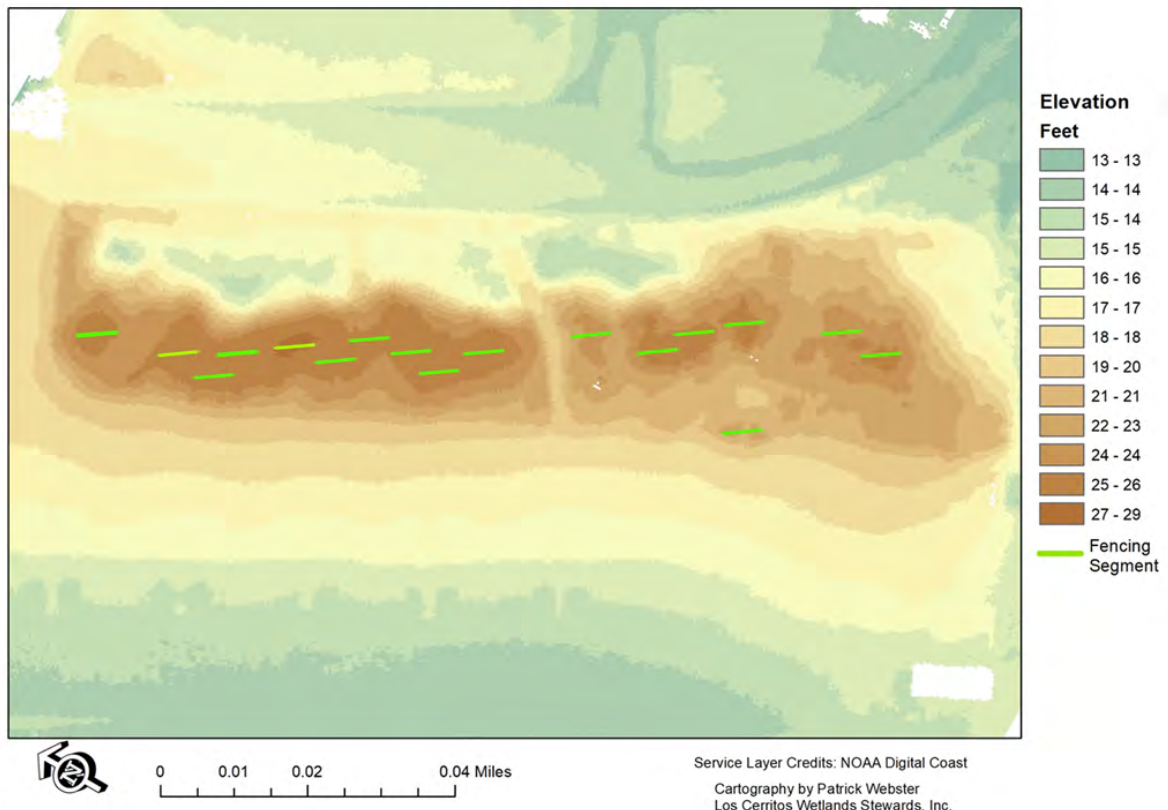 Elevation
Feet
13 - 13
14 - 14
15 - 14
15 - 15
16 - 16
17 - 17
18 - 18
19 - 20
21 - 21
22 - 23
24 - 24
25 - 26
27 - 29
Fencing
Segment
0 0.01 0.02 0.04 Miles
Service Layer Credits: NOAA Digital Coast
Cartography by Patrick Webster
Los Cerritos Wetlands Stewards, Inc.